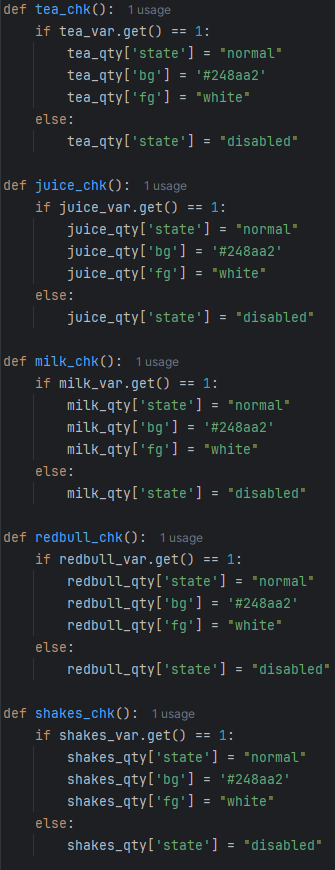 def tea_chk():  1 usage
    if tea_var.get() == 1:
        tea_qty['state'] = "normal"
        tea_qty['bg'] = '#248aa2'
        tea_qty['fg'] = "white"
    else:
        tea_qty['state'] = "disabled"
def juice_chk():  1 usage
    if juice_var.get() == 1:
        juice_qty['state'] = "normal"
        juice_qty['bg'] = '#248aa2'
        juice_qty['fg'] = "white"
    else:
        juice_qty['state'] = "disabled"
def milk_chk():  1 usage
    if milk_var.get() == 1:
        milk_qty['state'] = "normal"
        milk_qty['bg'] = '#248aa2'
        milk_qty['fg'] = "white"
    else:
        milk_qty['state'] = "disabled"
def redbull_chk():  1 usage
    if redbull_var.get() == 1:
        redbull_qty['state'] = "normal"
        redbull_qty['bg'] = '#248aa2'
        redbull_qty['fg'] = "white"
    else:
        redbull_qty['state'] = "disabled"
def shakes_chk():  1 usage
    if shakes_var.get() == 1:
        shakes_qty['state'] = "normal"
        shakes_qty['bg'] = '#248aa2'
        shakes_qty['fg'] = "white"
    else:
        shakes_qty['state'] = "disabled"